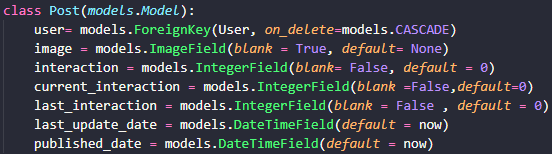 class Post(models.Model):
    user= models.ForeignKey(User, on_delete=models.CASCADE)
    image = models.ImageField(blank = True, default= None)
    interaction = models.IntegerField(blank= False, default = 0)
    current_interaction = models.IntegerField(blank =False,default=0)
    last_interaction = models.IntegerField(blank = False , default = 0)
    last_update_date = models.DateTimeField(default = now)
    published_date = models.DateTimeField(default = now)